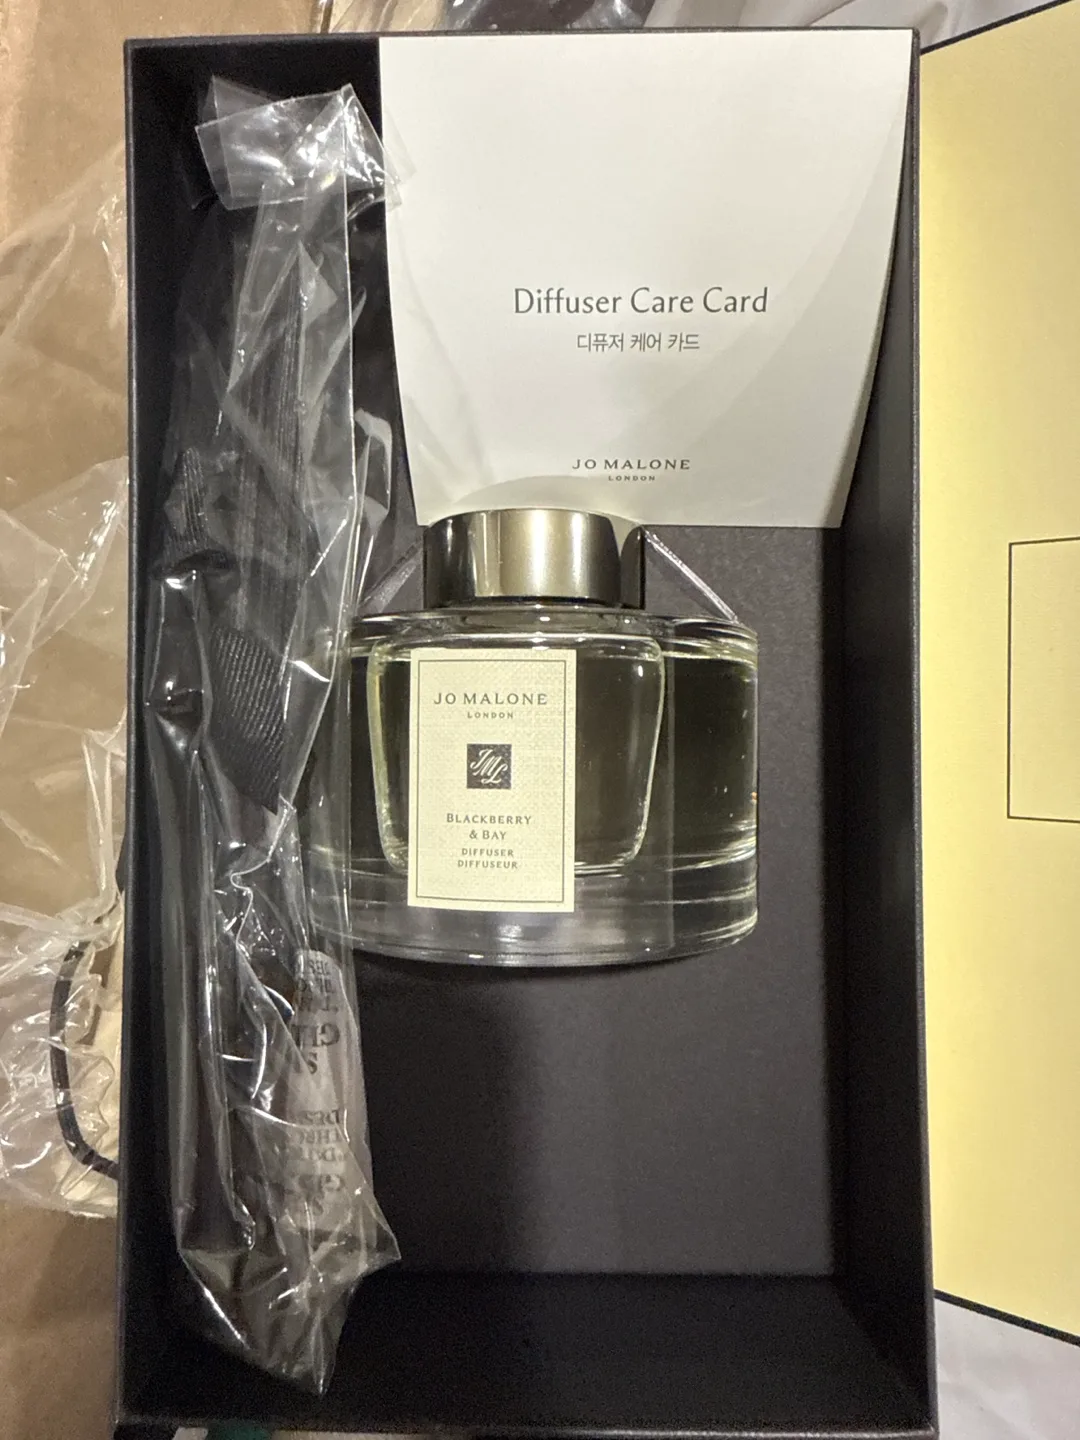 Diffuser Care Card
디퓨저 케어 카드
JO MALONE
LONDON
JO MALONE
LONDON
JML
BLACKBERRY
& BAY
DIFFUSER
DIFFUSEUR